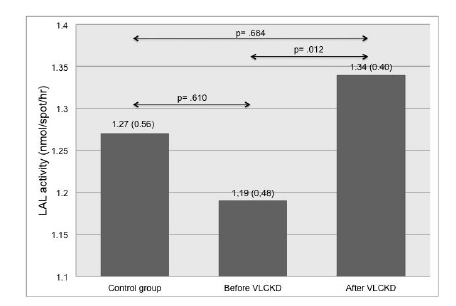 1.4
p= .684
p= .012
1.35
1.34 (0.40)
p= .610
1.3
1.27 (0.56)
1.25
1.2
1.19 (0,48)
1.15
1.1
LAL activity (nmol/spot/hr)
Control group
Before VLCKD
After VLCKD